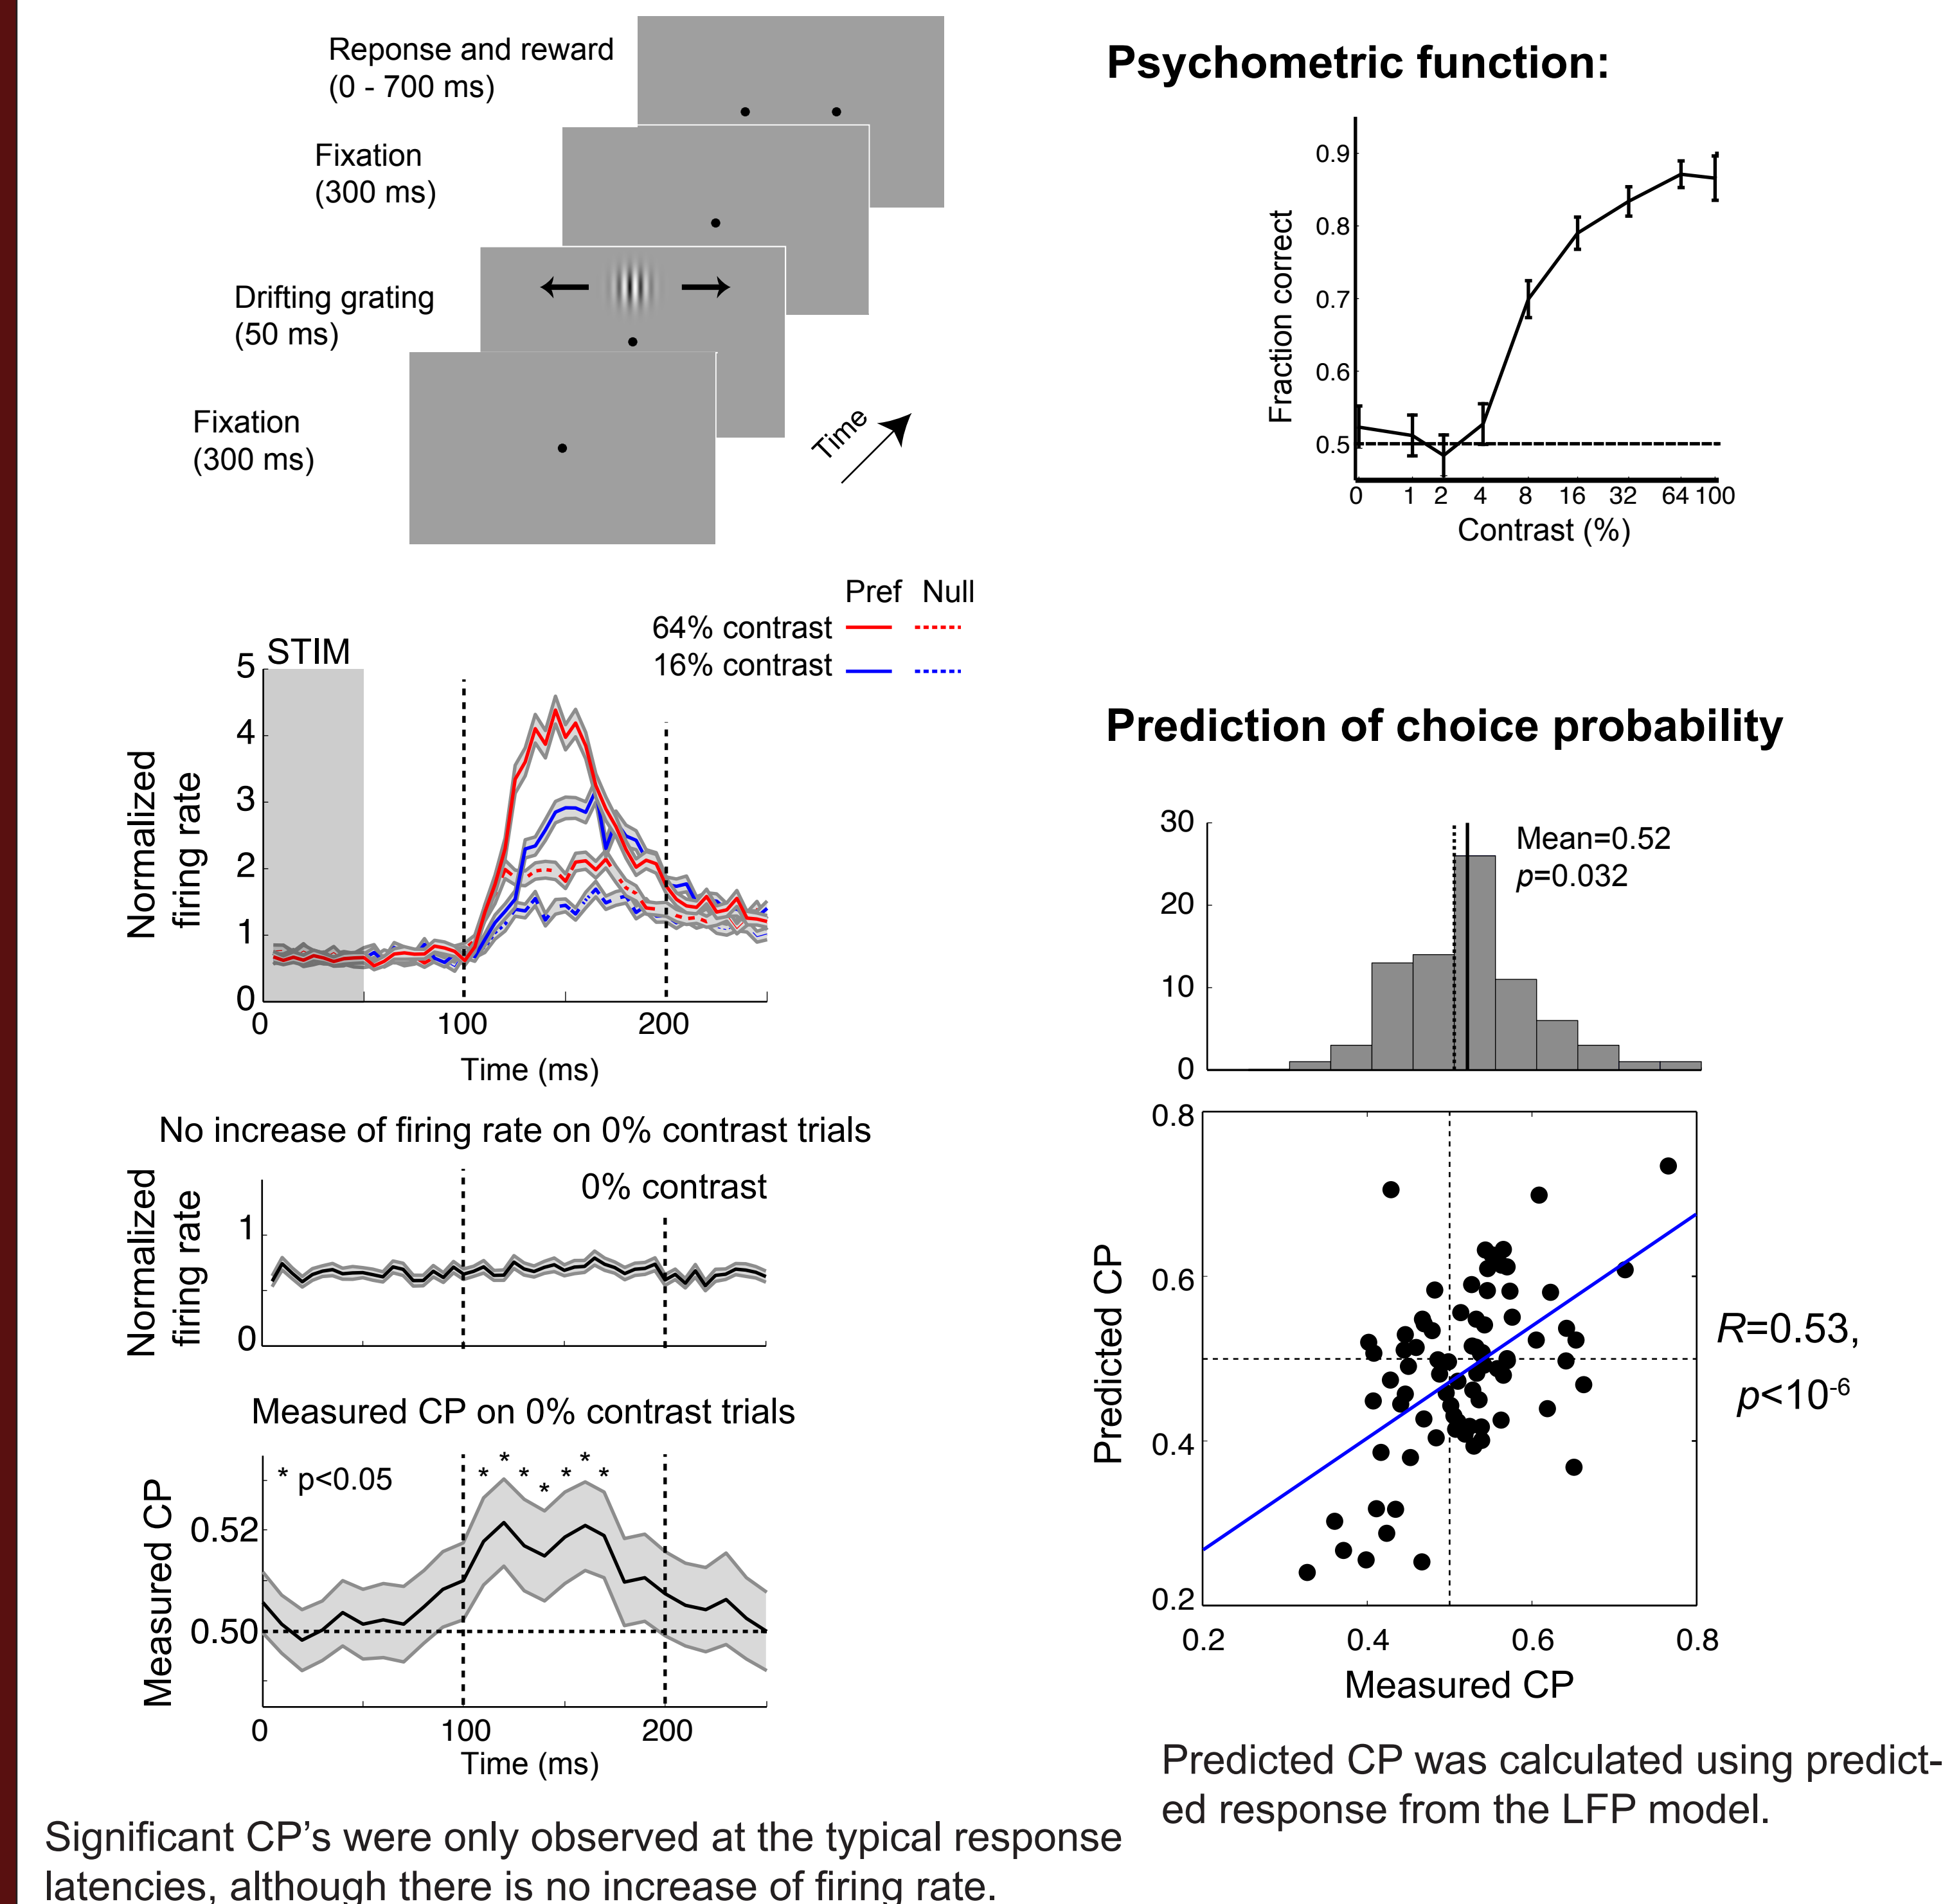 Reponse and reward
(0 - 700 ms)
Fixation
(300 ms)
Drifting grating
(50 ms)
Fixation
(300 ms)
Time
Psychometric function:
Fraction correct
0.9
0.8
0.7
0.6
0.5
0 1 2 4 8 16 32 64 100
Contrast (%)
Pref Null
64% contrast
16% contrast
STIM
Normalized
firing rate
5
4
3
2
1
0
0 100 200
Time (ms)
No increase of firing rate on 0% contrast trials
Normalized
firing rate
0% contrast
1
0
Measured CP on 0% contrast trials
Measured CP
* p<0.05
* * * * * * *
0.52
0.50
0 100 200
Time (ms)
Significant CP's were only observed at the typical response
latencies, although there is no increase of firing rate.
Prediction of choice probability
30
20
10
0
Mean=0.52
p=0.032
Predicted CP
0.8
0.6
0.4
0.2
0.2 0.4 0.6 0.8
Measured CP
R=0.53,
p<10-6
Predicted CP was calculated using predict-
ed response from the LFP model.